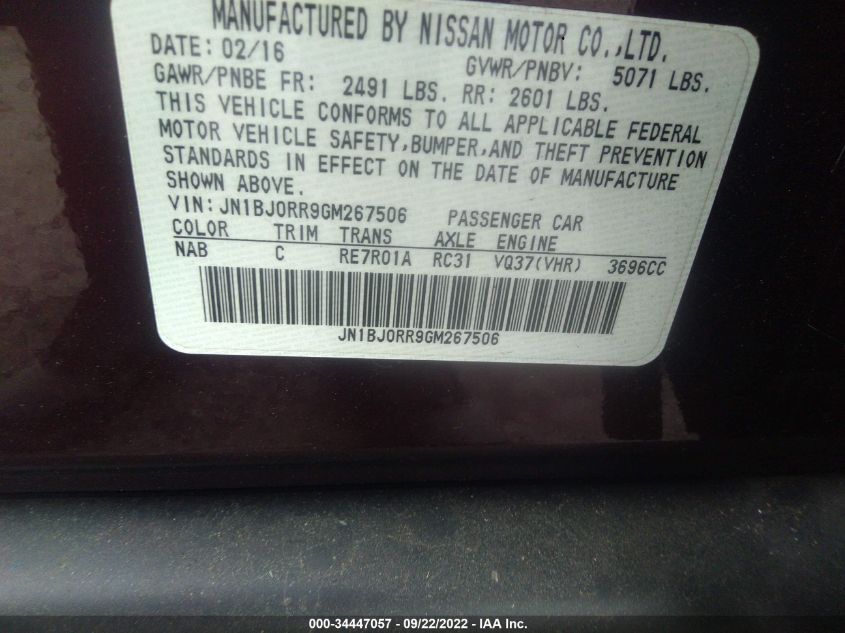 MANUFACTURED BY NISSAN MOTOR CO.,LTD.
DATE: 02/16 GVWR/PNBV: 5071 LBS.
GAWR/PNBE FR: 2491 LBS. RR: 2601 LBS.
THIS VEHICLE CONFORMS TO ALL APPLICABLE FEDERAL
MOTOR VEHICLE SAFETY,BUMPER,AND THEFT PREVENTION
STANDARDS IN EFFECT ON THE DATE OF MANUFACTURE
SHOWN ABOVE.
VIN:JN1BJ0RR9GM267506 PASSENGER CAR
COLOR TRIM TRANS AXLE ENGINE
NAB C RE7R01A RC31 VQ37(VHR) 3696CC
JN1BJ0RR9GM267506
000-34447057 - 09/22/2022 - IAA Inc.